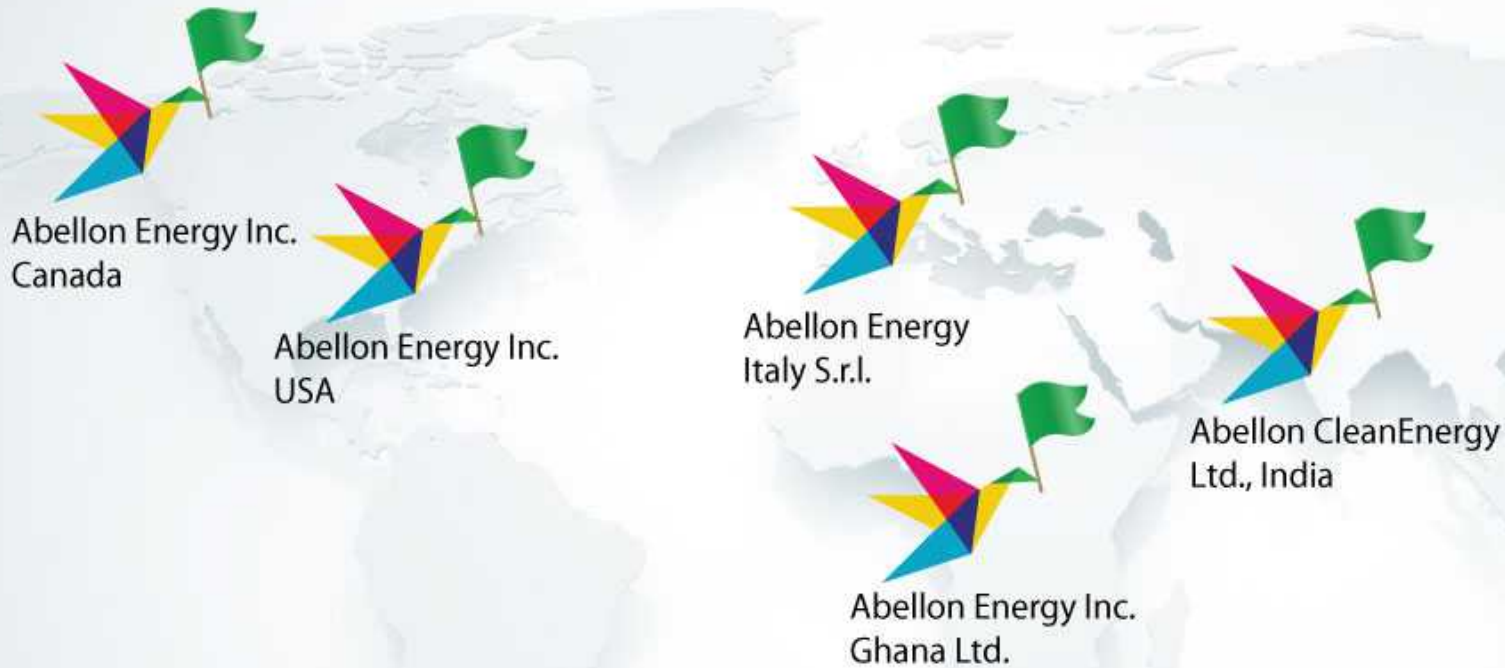 Abellon Energy Inc.
Canada
Abellon Energy Inc.
USA
Abellon Energy
Italy S.r.l.
Abellon CleanEnergy
Ltd., India
Abellon Energy Inc.
Ghana Ltd.